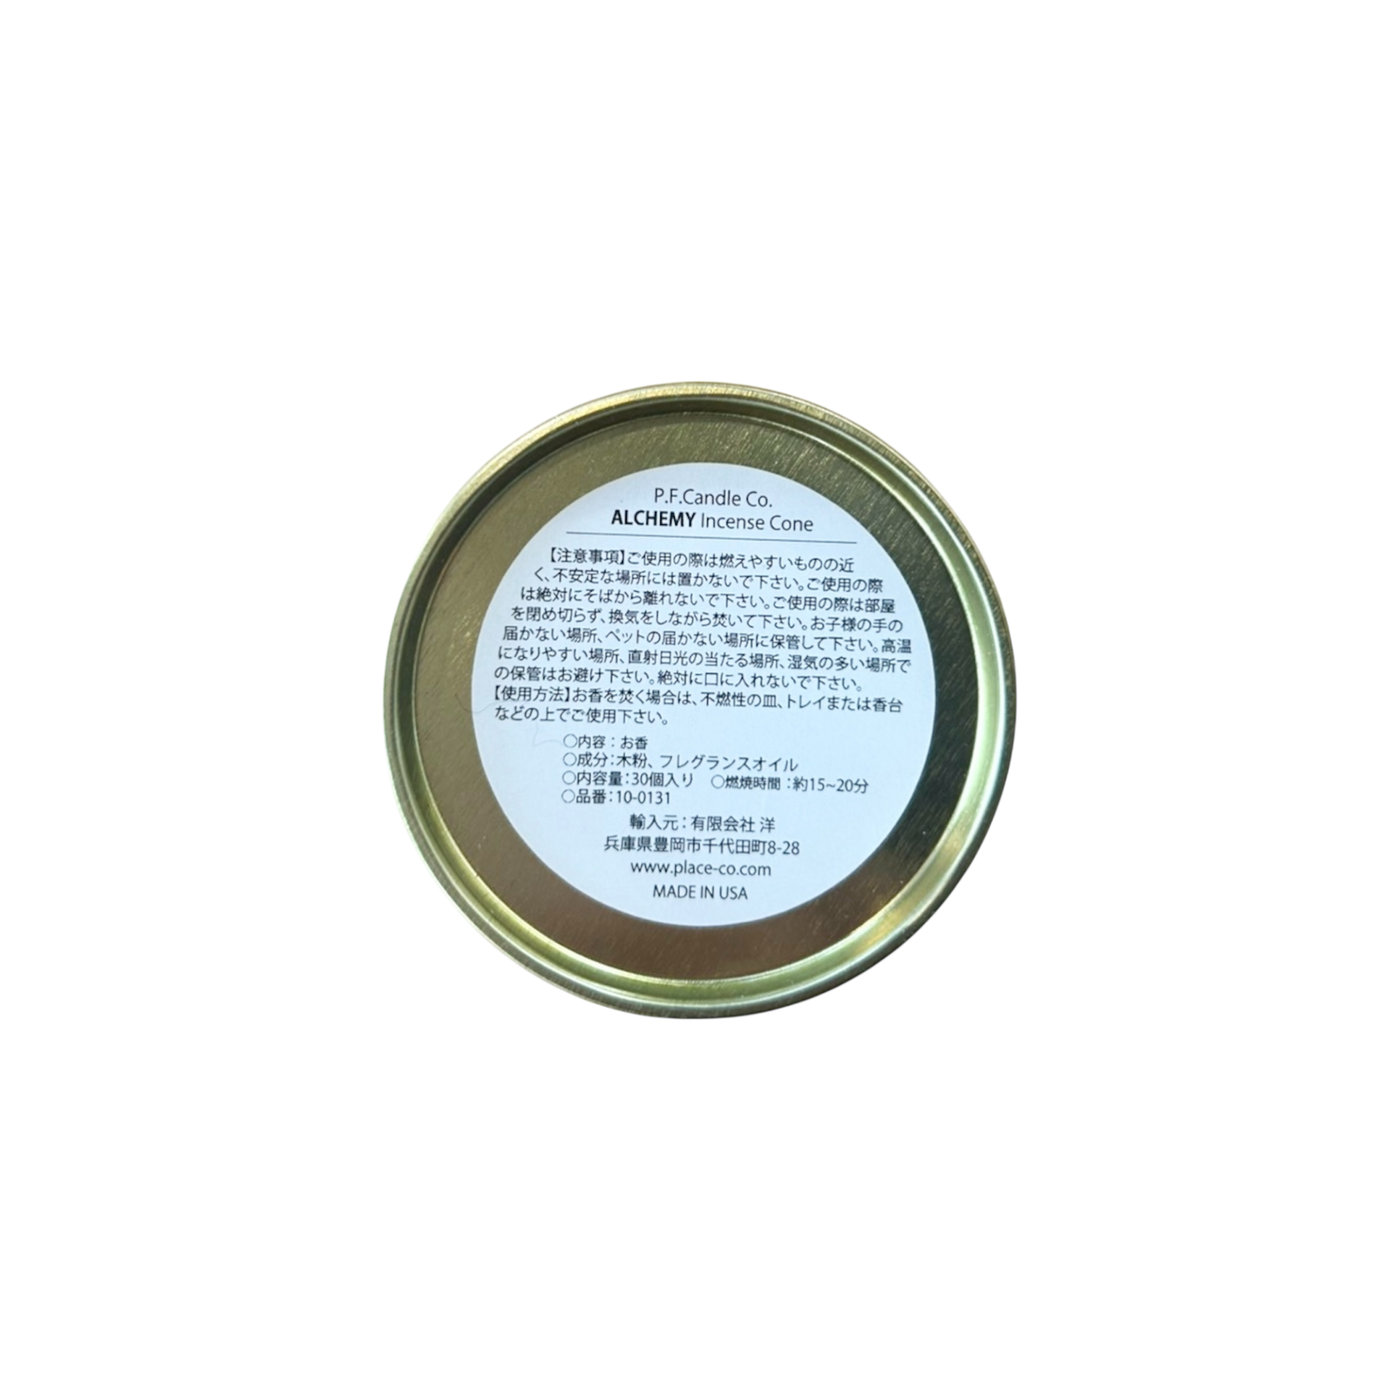 P.F.Candle Co.
ALCHEMY Incense Cone
【注意事項】ご使用の際は燃えやすいものの近
く、不安定な場所には置かないで下さい。ご使用の際
は絶対にそばから離れないで下さい。ご使用の際は部屋
を閉め切らず、換気をしながら焚いて下さい。お子様の手の
届かない場所、ペットの届かない場所に保管して下さい。高温
になりやすい場所、直射日光の当たる場所、湿気の多い場所で
の保管はお避け下さい。絶対に口に入れないで下さい。
【使用方法】お香を焚く場合は、不燃性の皿、トレイまたは香台
などの上でご使用下さい。
○内容：お香
○成分：木粉、フレグランスオイル
○内容量：30個入り　○燃焼時間：約15~20分
○品番：10-0131
輸入元：有限会社 洋
兵庫県豊岡市千代田町8-28
www.place-co.com
MADE IN USA